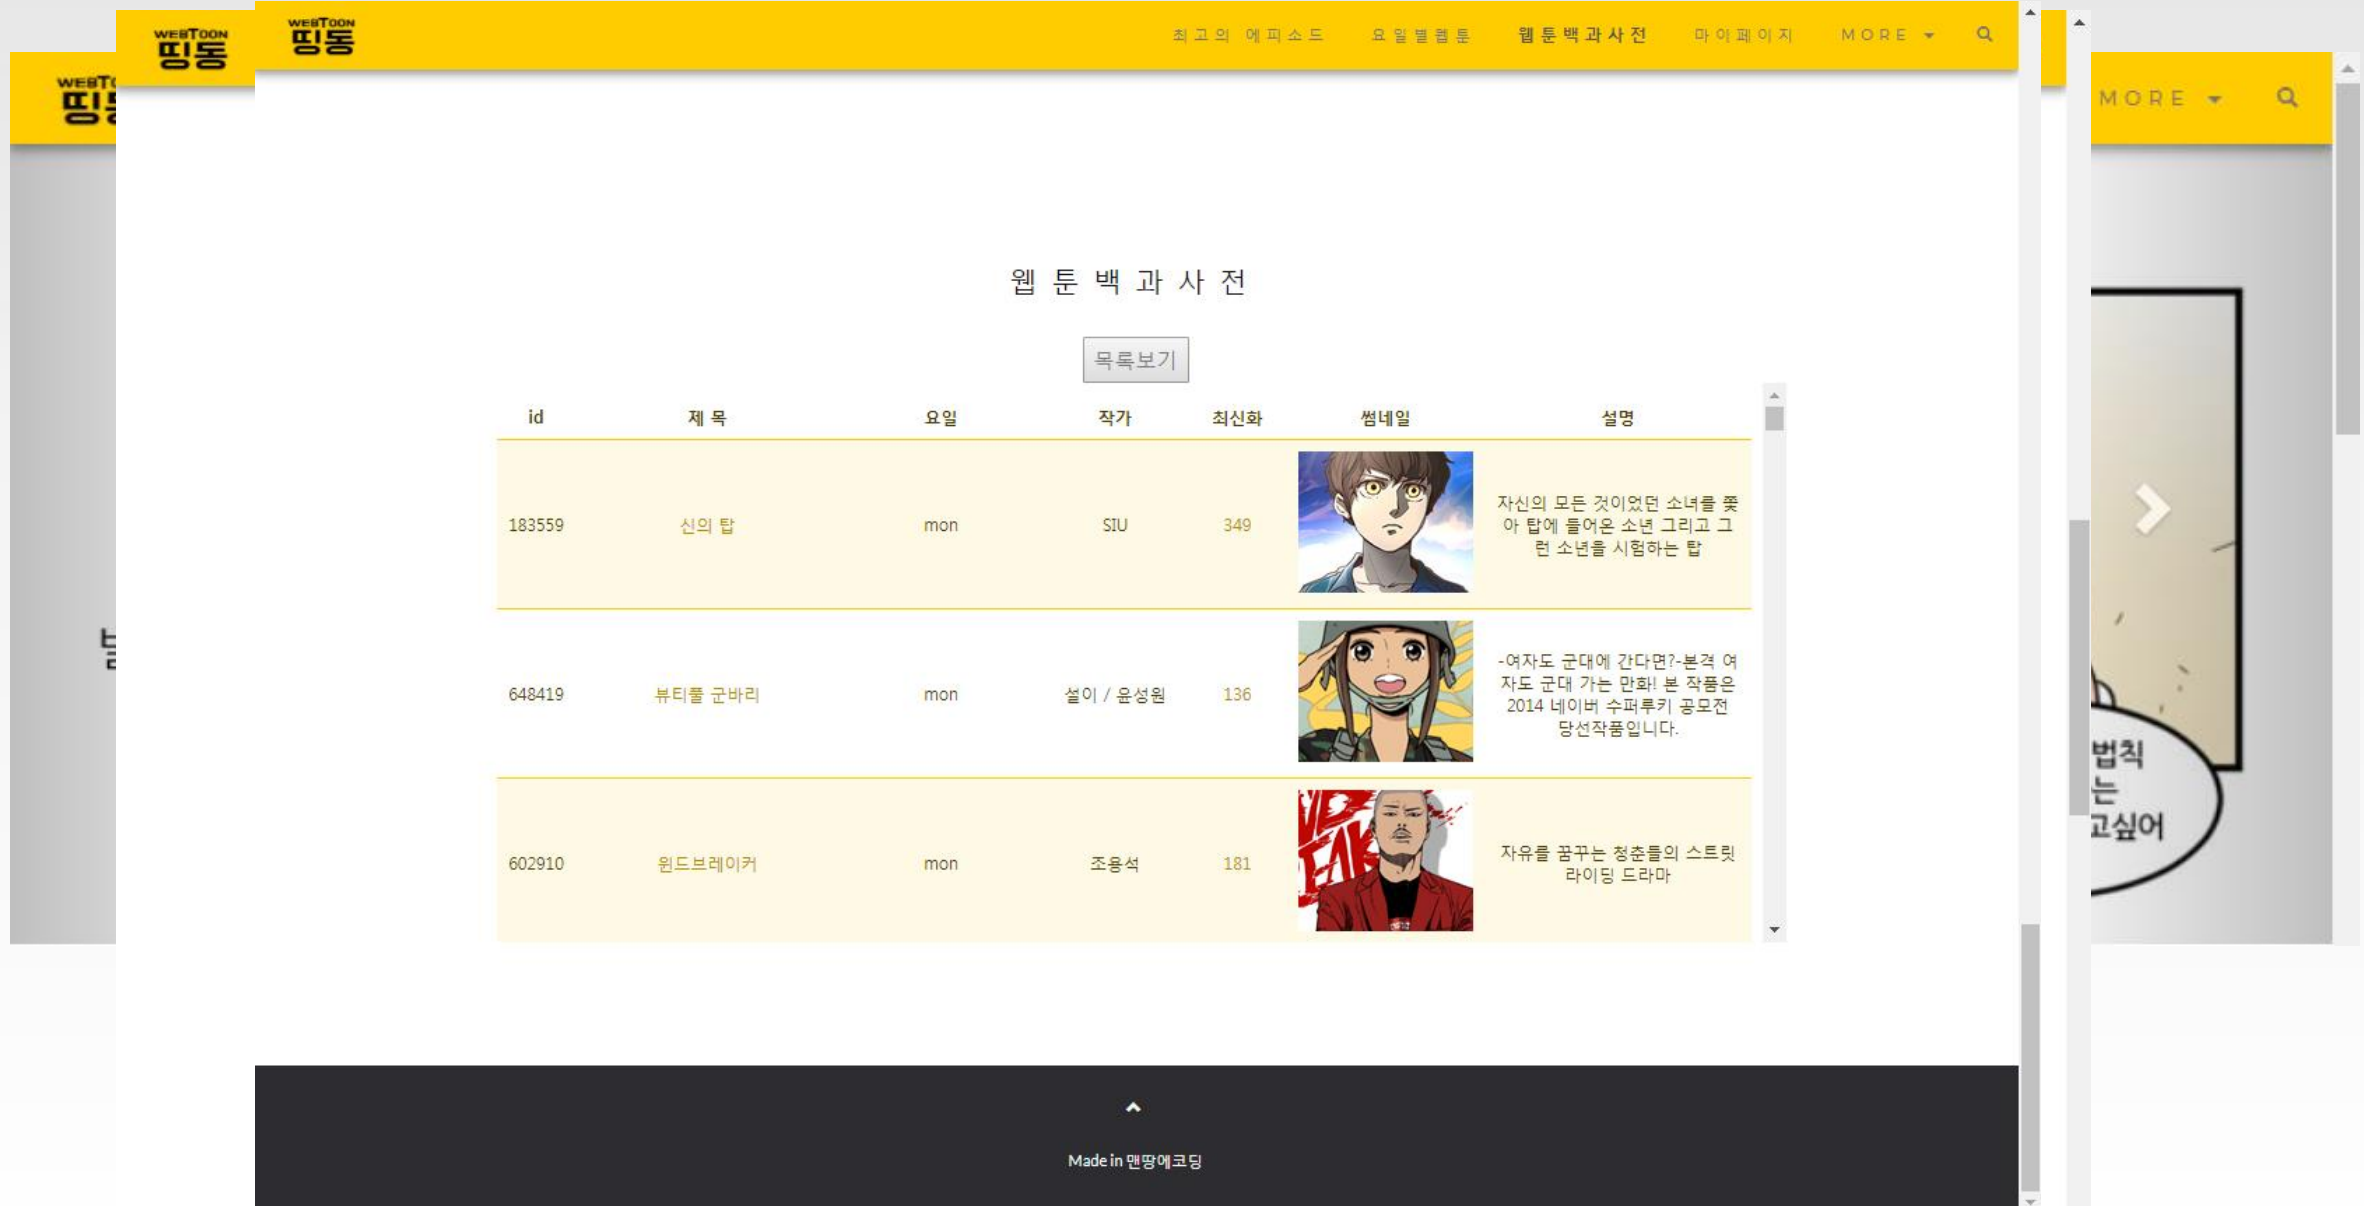 WEBTOON
띵동
WEBTOON
띵동
최고의 에피소드 요일별웹툰 웹툰백과사전 마이페이지 MORE
MORE
웹툰백과사전
목록보기
id 제 목 요일 작가 최신화 썸네일 설명
183559 신의 탑 mon SIU 349
자신의 모든 것이었던 소녀를 쫓
아 탑에 들어온 소년 그리고 그
런 소년을 시험하는 탑
648419 뷰티풀 군바리 mon 설이 / 윤성원 136
-여자도 군대에 간다면?-본격 여
자도 군대 가는 만화! 본 작품은
2014 네이버 수퍼루키 공모전
당선작품입니다.
602910 윈드브레이커 mon 조용석 181
자유를 꿈꾸는 청춘들의 스트릿
라이딩 드라마
법칙
는
고싶어
Made in 맨땅에코딩